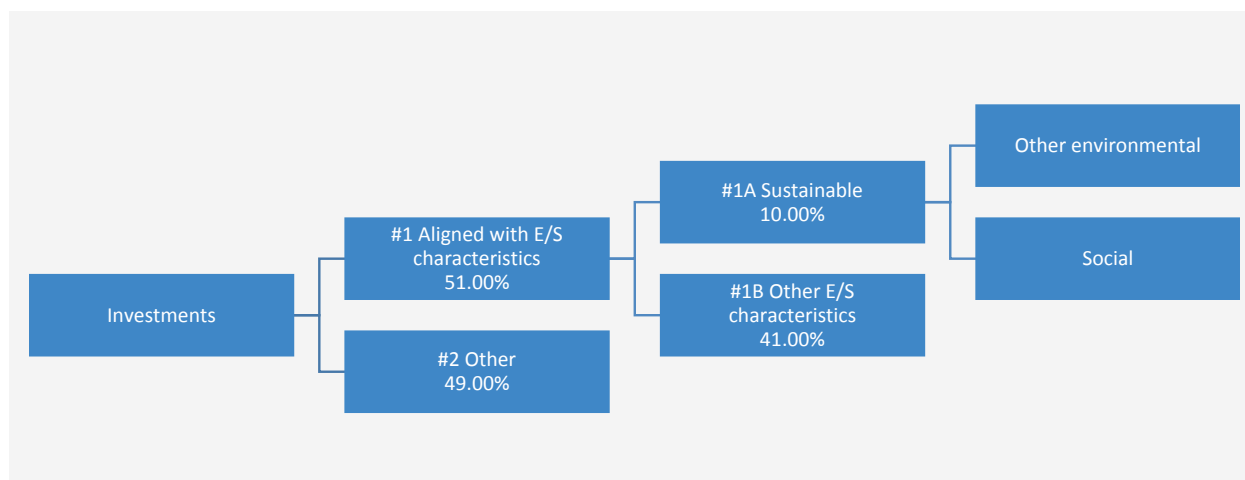 Investments
#1 Aligned with E/S
characteristics
51.00%
#2 Other
49.00%
#1A Sustainable
10.00%
#1B Other E/S
characteristics
41.00%
Other environmental
Social